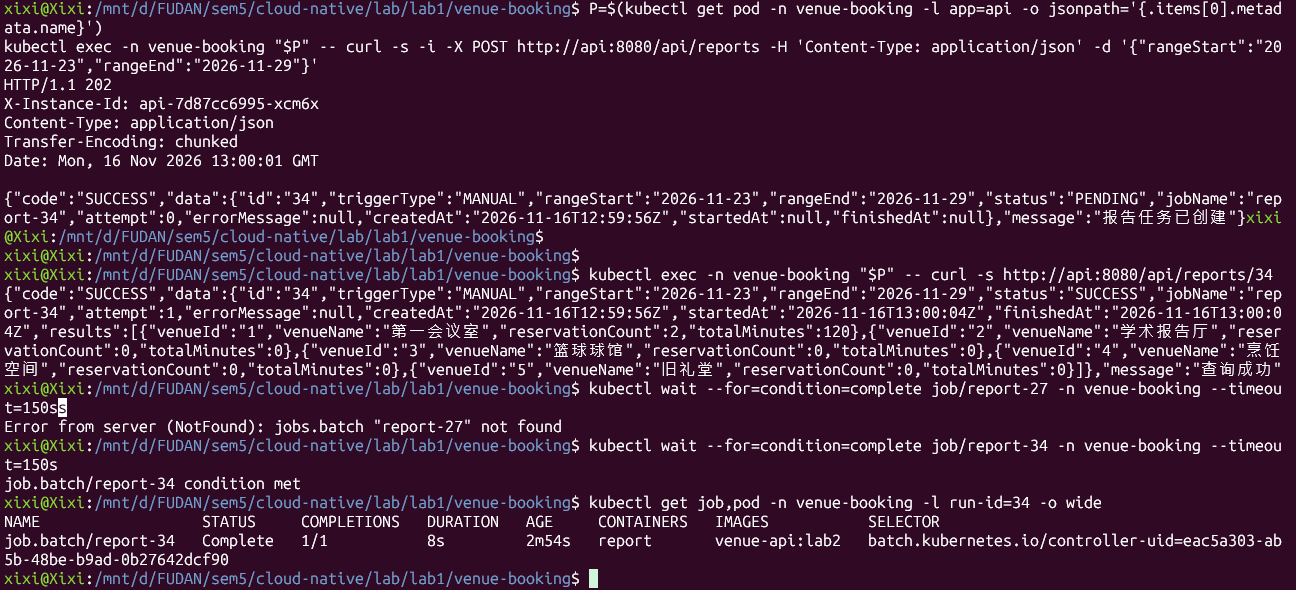 xixi@Xixi:/mnt/d/FUDAN/sem5/cloud-native/lab/lab1/venue-booking$ P=$(kubectl get pod -n venue-booking -l app=api -o jsonpath='{.items[0].metad
ata.name}')
kubectl exec -n venue-booking "$P" -- curl -s -i -X POST http://api:8080/api/reports -H 'Content-Type: application/json' -d '{"rangeStart":"20
26-11-23","rangeEnd":"2026-11-29"}'
HTTP/1.1 202
X-Instance-Id: api-7d87cc6995-xcm6x
Content-Type: application/json
Transfer-Encoding: chunked
Date: Mon, 16 Nov 2026 13:00:01 GMT
{"code":"SUCCESS","data":{"id":"34","triggerType":"MANUAL","rangeStart":"2026-11-23","rangeEnd":"2026-11-29","status":"PENDING","jobName":"rep
ort-34","attempt":0,"errorMessage":null,"createdAt":"2026-11-16T12:59:56Z","startedAt":null,"finishedAt":null},"message":"报告任务已创建"}xixi
@Xixi:/mnt/d/FUDAN/sem5/cloud-native/lab/lab1/venue-booking$
xixi@Xixi:/mnt/d/FUDAN/sem5/cloud-native/lab/lab1/venue-booking$
xixi@Xixi:/mnt/d/FUDAN/sem5/cloud-native/lab/lab1/venue-booking$ kubectl exec -n venue-booking "$P" -- curl -s http://api:8080/api/reports/34
{"code":"SUCCESS","data":{"id":"34","triggerType":"MANUAL","rangeStart":"2026-11-23","rangeEnd":"2026-11-29","status":"SUCCESS","jobName":"rep
ort-34","attempt":1,"errorMessage":null,"createdAt":"2026-11-16T12:59:56Z","startedAt":"2026-11-16T13:00:04Z","finishedAt":"2026-11-16T13:00:0
4Z","results":[{"venueId":"1","venueName":"第一会议室","reservationCount":2,"totalMinutes":120},{"venueId":"2","venueName":"学术报告厅","reser
vationCount":0,"totalMinutes":0},{"venueId":"3","venueName":"篮球球馆","reservationCount":0,"totalMinutes":0},{"venueId":"4","venueName":"烹饪
空间","reservationCount":0,"totalMinutes":0},{"venueId":"5","venueName":"旧礼堂","reservationCount":0,"totalMinutes":0}]},"message":"查询成功"
xixi@Xixi:/mnt/d/FUDAN/sem5/cloud-native/lab/lab1/venue-booking$ kubectl wait --for=condition=complete job/report-27 -n venue-booking --timeou
t=150ss
Error from server (NotFound): jobs.batch "report-27" not found
xixi@Xixi:/mnt/d/FUDAN/sem5/cloud-native/lab/lab1/venue-booking$ kubectl wait --for=condition=complete job/report-34 -n venue-booking --timeou
t=150s
job.batch/report-34 condition met
xixi@Xixi:/mnt/d/FUDAN/sem5/cloud-native/lab/lab1/venue-booking$ kubectl get job,pod -n venue-booking -l run-id=34 -o wide
NAME STATUS COMPLETIONS DURATION AGE CONTAINERS IMAGES SELECTOR
job.batch/report-34 Complete 1/1 8s 2m54s report venue-api:lab2 batch.kubernetes.io/controller-uid=eac5a303-ab
5b-48be-b9ad-0b27642dcf90
xixi@Xixi:/mnt/d/FUDAN/sem5/cloud-native/lab/lab1/venue-booking$